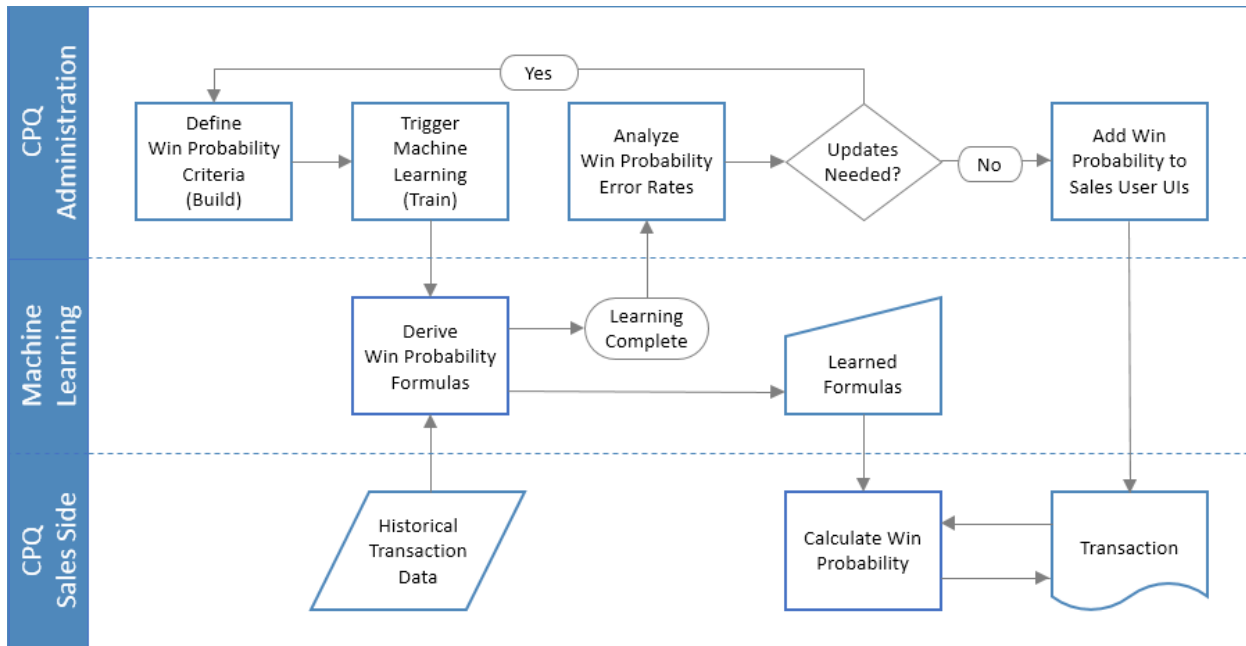 CPQ
Administration
Yes
Define
Win Probability
Criteria
(Build)
Trigger
Machine
Learning
(Train)
Analyze
Win Probability
Error Rates
Updates
Needed?
No
Add Win
Probability to
Sales User UIs
Machine
Learning
Derive
Win Probability
Formulas
Learning
Complete
Learned
Formulas
CPQ
Sales Side
Historical
Transaction
Data
Calculate Win
Probability
Transaction